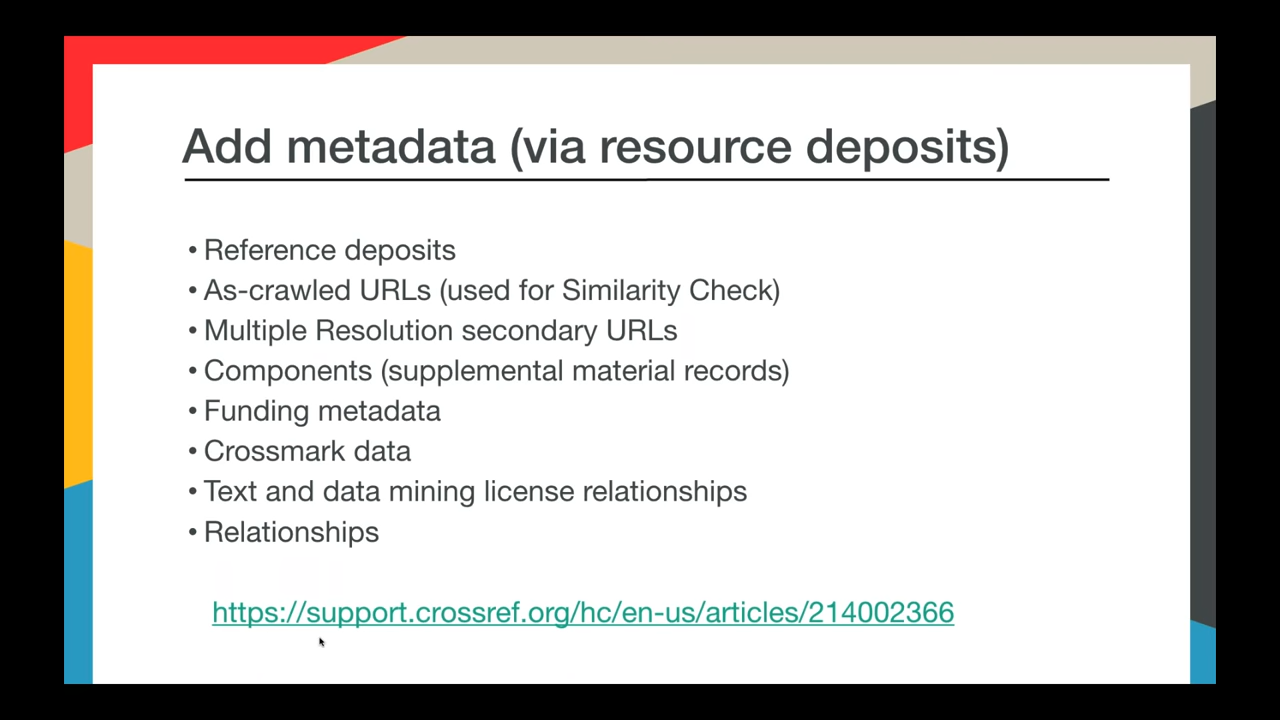 Add metadata (via resource deposits)
• Reference deposits
• As-crawled URLs (used for Similarity Check)
• Multiple Resolution secondary URLs
• Components (supplemental material records)
• Funding metadata
• Crossmark data
• Text and data mining license relationships
• Relationships
https://support.crossref.org/hc/en-us/articles/214002366